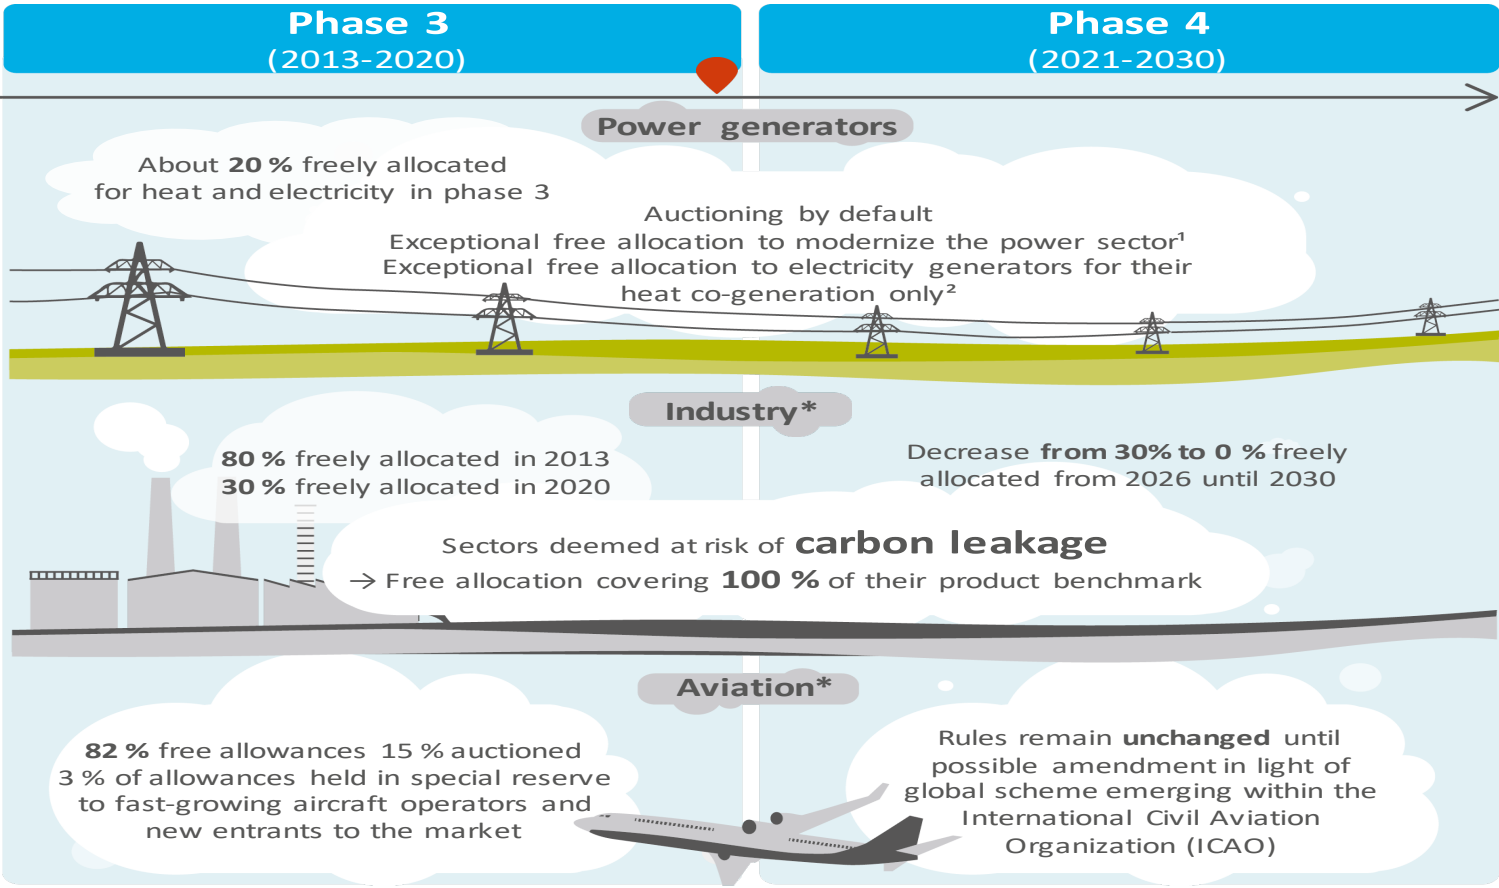 Phase 3
(2013-2020)
Phase 4
(2021-2030)
Power generators
About 20 % freely allocated
for heat and electricity in phase 3
Auctioning by default
Exceptional free allocation to modernize the power sector¹
Exceptional free allocation to electricity generators for their
heat co-generation only²
Industry*
80 % freely allocated in 2013
30 % freely allocated in 2020
Decrease from 30% to 0 % freely
allocated from 2026 until 2030
Sectors deemed at risk of carbon leakage
→ Free allocation covering 100 % of their product benchmark
Aviation*
82 % free allowances 15 % auctioned
3 % of allowances held in special reserve
to fast-growing aircraft operators and
new entrants to the market
Rules remain unchanged until
possible amendment in light of
global scheme emerging within the
International Civil Aviation
Organization (ICAO)